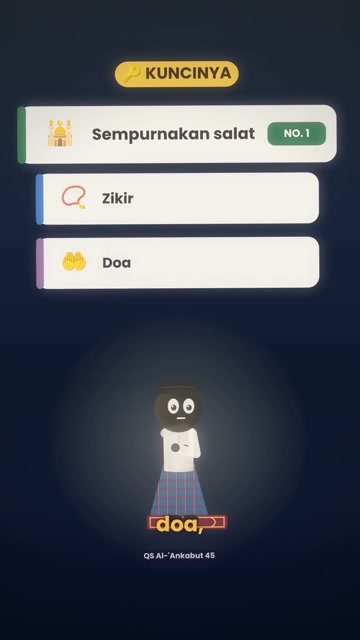 KUNCINYA
Sempurnakan salat
NO. 1
Zikir
Doa
doa,
QS Al-'Ankabut 45